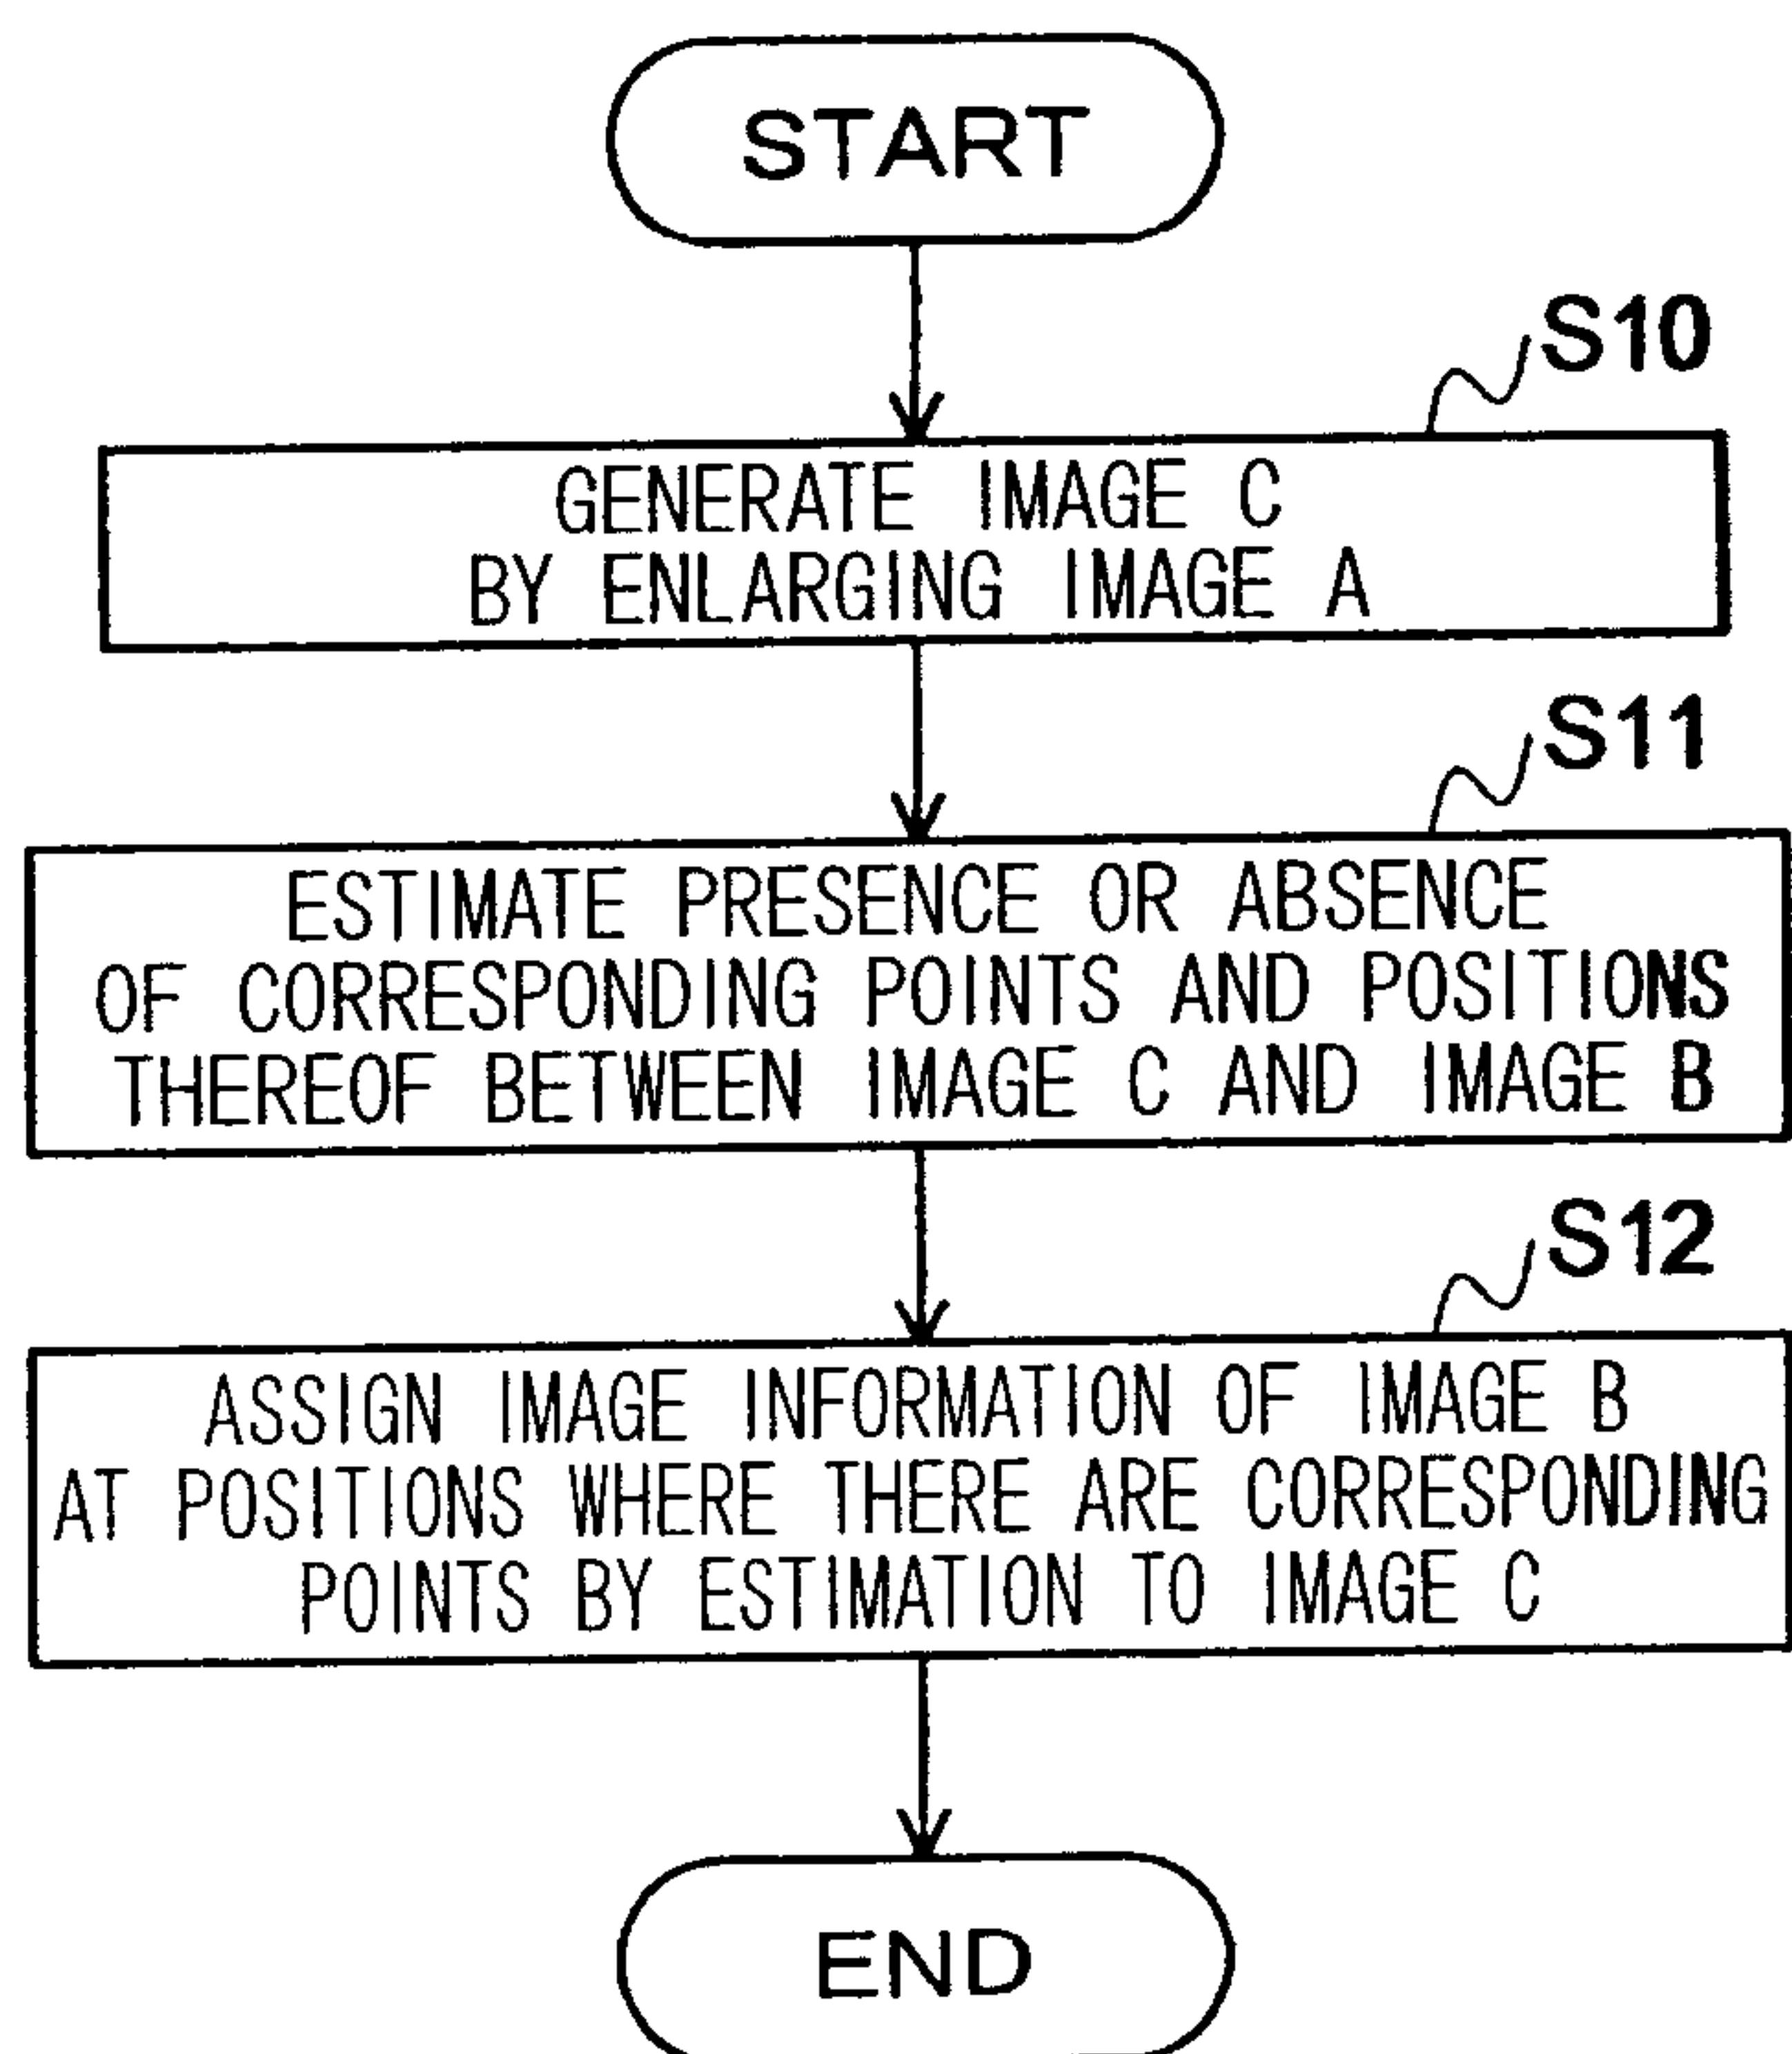 START
S10
GENERATE IMAGE C
BY ENLARGING IMAGE A
S11
ESTIMATE PRESENCE OR ABSENCE
OF CORRESPONDING POINTS AND POSITIONS
THEREOF BETWEEN IMAGE C AND IMAGE B
S12
ASSIGN IMAGE INFORMATION OF IMAGE B
AT POSITIONS WHERE THERE ARE CORRESPONDING
POINTS BY ESTIMATION TO IMAGE C
END